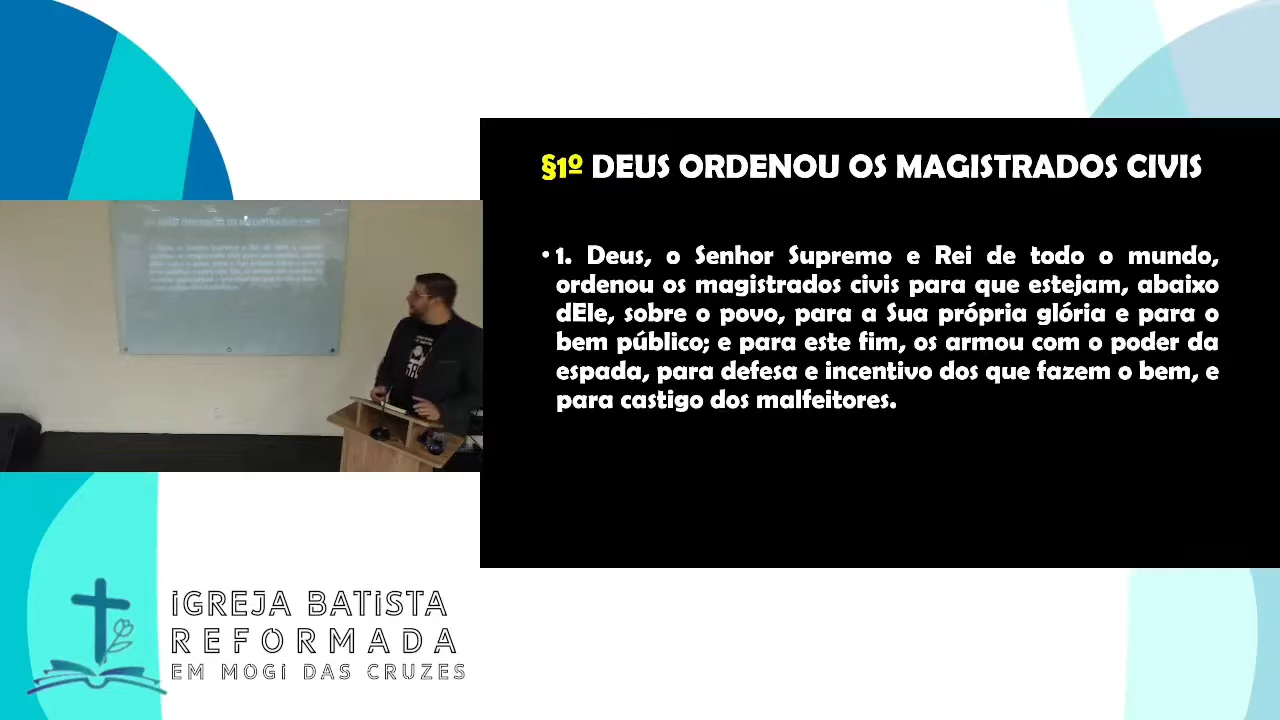 §1º DEUS ORDENOU OS MAGISTRADOS CIVIS
• 1. Deus, o Senhor Supremo e Rei de todo o mundo,
ordenou os magistrados civis para que estejam, abaixo
dEle, sobre o povo, para a Sua própria glória e para o
bem público; e para este fim, os armou com o poder da
espada, para defesa e incentivo dos que fazem o bem, e
para castigo dos malfeitores.
iGREJA BATiSTA
REFORMADA
EM MOGi DAS CRUZES